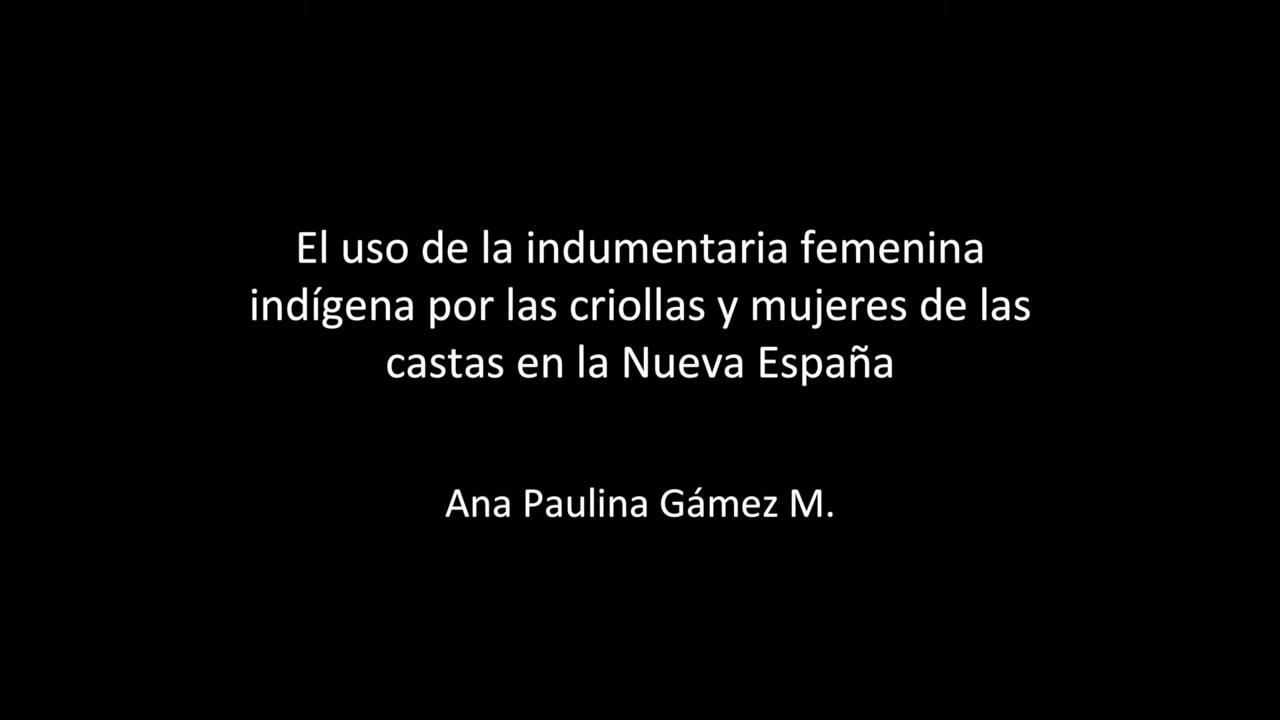 El uso de la indumentaria femenina
indígena por las criollas y mujeres de las
castas en la Nueva España
Ana Paulina Gámez M.